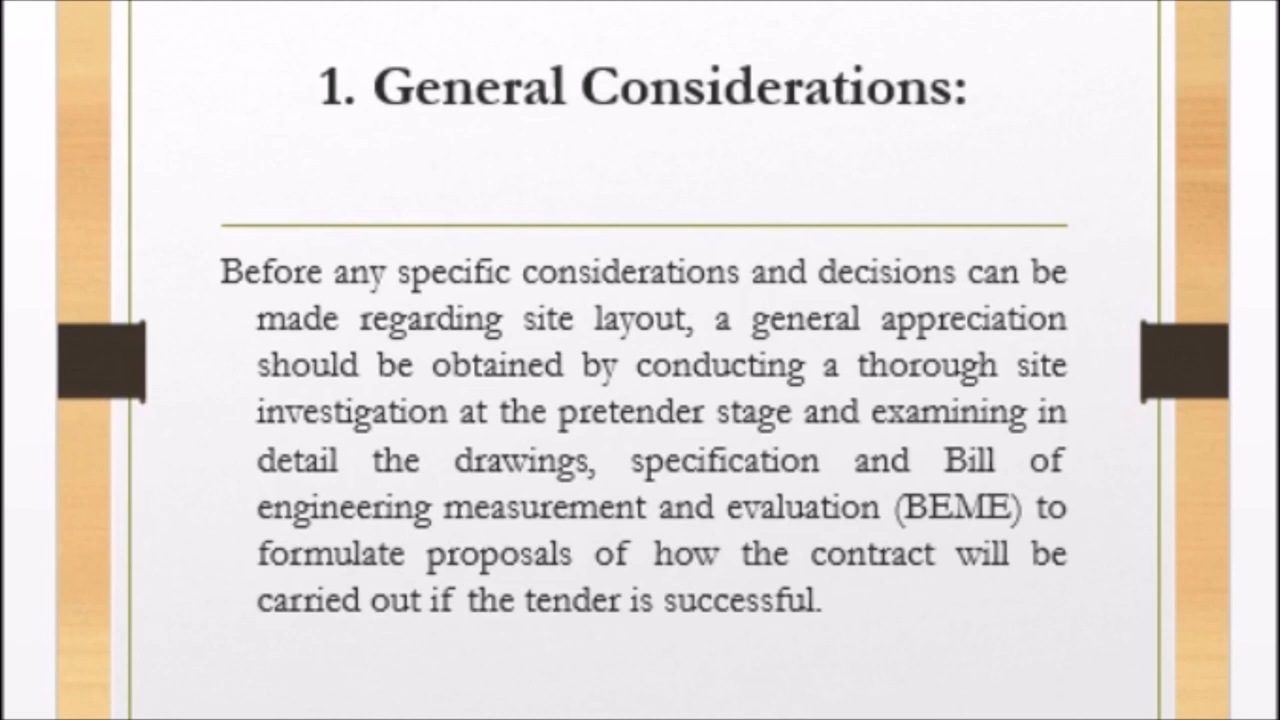 1. General Considerations:
Before any specific considerations and decisions can be
made regarding site layout, a general appreciation
should be obtained by conducting a thorough site
investigation at the pretender stage and examining in
detail the drawings, specification and Bill of
engineering measurement and evaluation (BEME) to
formulate proposals of how the contract will be
carried out if the tender is successful.